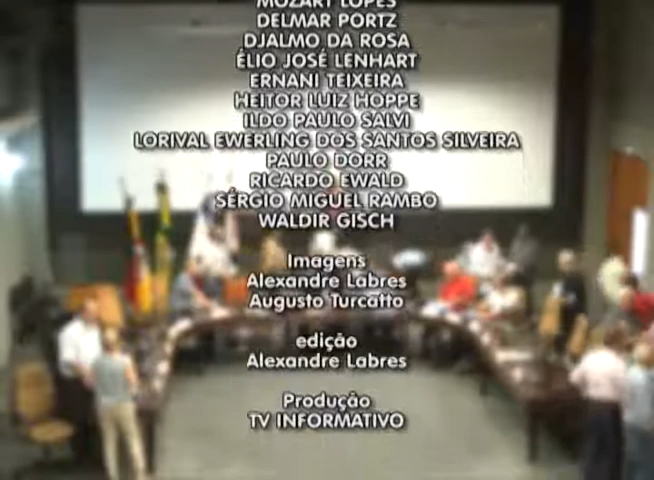 MOZART LOPES
DELMAR PORTZ
DJALMO DA ROSA
ÉLIO JOSÉ LENHART
ERNANI TEIXEIRA
HEITOR LUIZ HOPPE
ILDO PAULO SALVI
LORIVAL EWERLING DOS SANTOS SILVEIRA
PAULO DORR
RICARDO EWALD
SÉRGIO MIGUEL RAMBO
WALDIR GISCH
Imagens
Alexandre Labres
Augusto Turcatto
edição
Alexandre Labres
Produção
TV INFORMATIVO